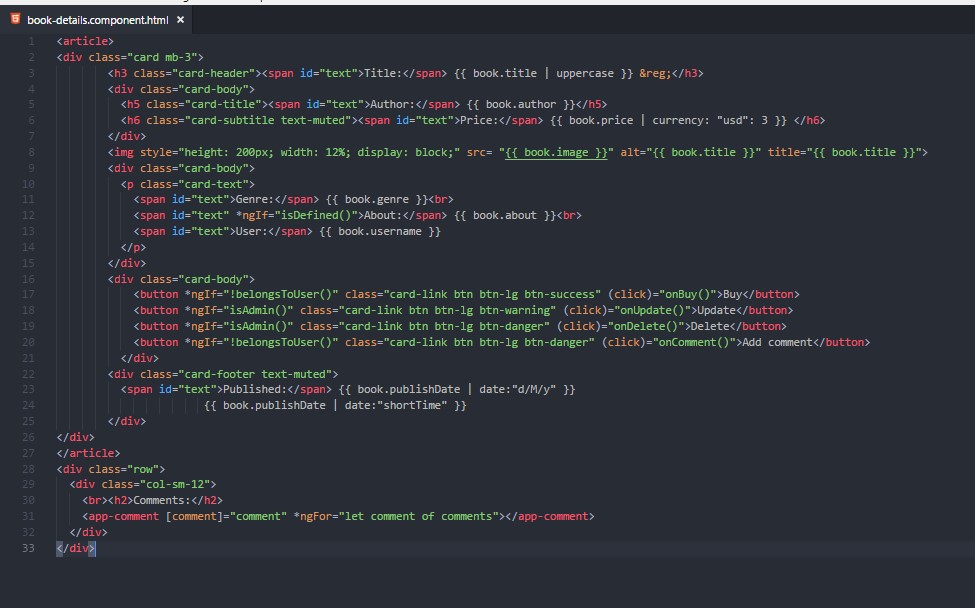 book-details.component.html ×
1 <article>
2 <div class="card mb-3">
3 <h3 class="card-header"><span id="text">Title:</span> {{ book.title | uppercase }} &reg;</h3>
4 <div class="card-body">
5 <h5 class="card-title"><span id="text">Author:</span> {{ book.author }}</h5>
6 <h6 class="card-subtitle text-muted"><span id="text">Price:</span> {{ book.price | currency: "usd": 3 }} </h6>
7 </div>
8 <img style="height: 200px; width: 12%; display: block;" src= "{{ book.image }}" alt="{{ book.title }}" title="{{ book.title }}">
9 <div class="card-body">
10 <p class="card-text">
11 <span id="text">Genre:</span> {{ book.genre }}<br>
12 <span id="text" *ngIf="isDefined()">About:</span> {{ book.about }}<br>
13 <span id="text">User:</span> {{ book.username }}
14 </p>
15 </div>
16 <div class="card-body">
17 <button *ngIf="!belongsToUser()" class="card-link btn btn-lg btn-success" (click)="onBuy()">Buy</button>
18 <button *ngIf="isAdmin()" class="card-link btn btn-lg btn-warning" (click)="onUpdate()">Update</button>
19 <button *ngIf="isAdmin()" class="card-link btn btn-lg btn-danger" (click)="onDelete()">Delete</button>
20 <button *ngIf="!belongsToUser()" class="card-link btn btn-lg btn-danger" (click)="onComment()">Add comment</button>
21 </div>
22 <div class="card-footer text-muted">
23 <span id="text">Published:</span> {{ book.publishDate | date:"d/M/y" }}
24 {{ book.publishDate | date:"shortTime" }}
25 </div>
26 </div>
27 </article>
28 <div class="row">
29 <div class="col-sm-12">
30 <br><h2>Comments:</h2>
31 <app-comment [comment]="comment" *ngFor="let comment of comments"></app-comment>
32 </div>
33 </div>